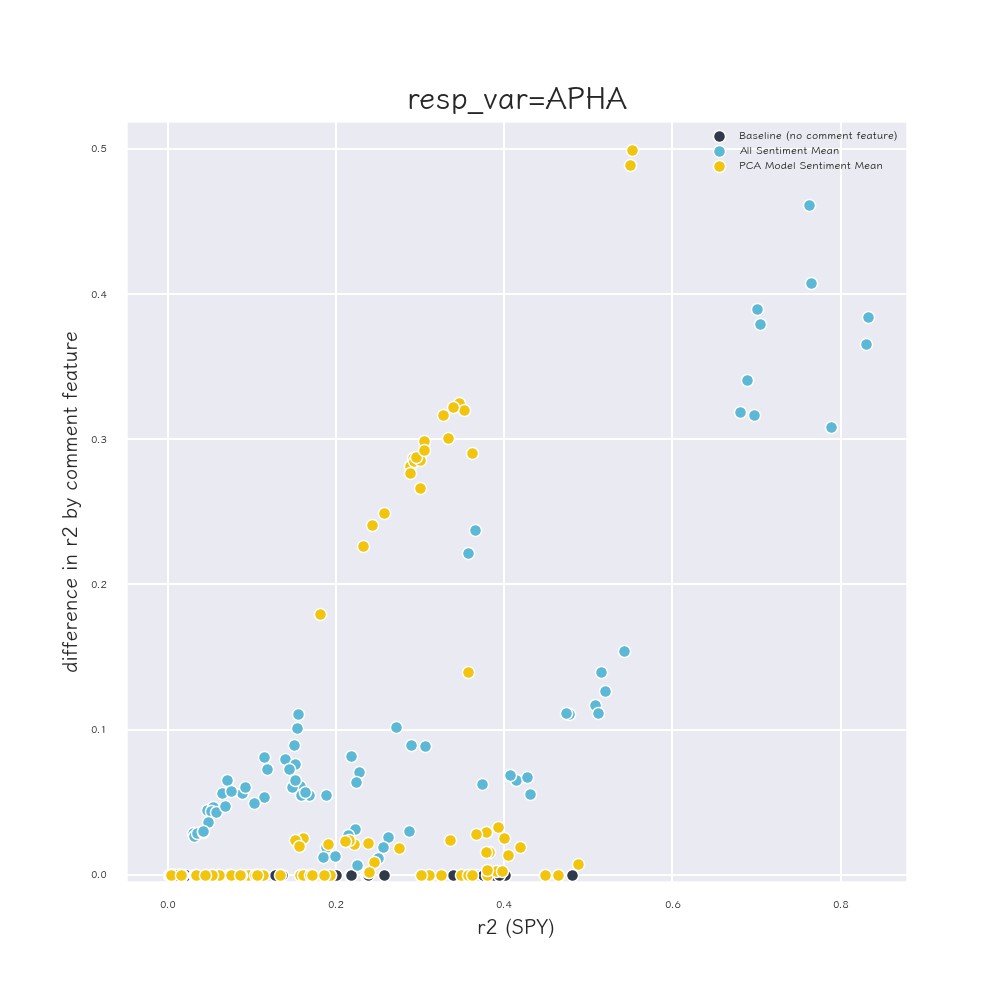 resp_var=APHA
Baseline (no comment feature)
All Sentiment Mean
PCA Model Sentiment Mean
difference in r2 by comment feature
0.5
0.4
0.3
0.2
0.1
0.0
0.0 0.2 0.4 0.6 0.8
r2 (SPY)